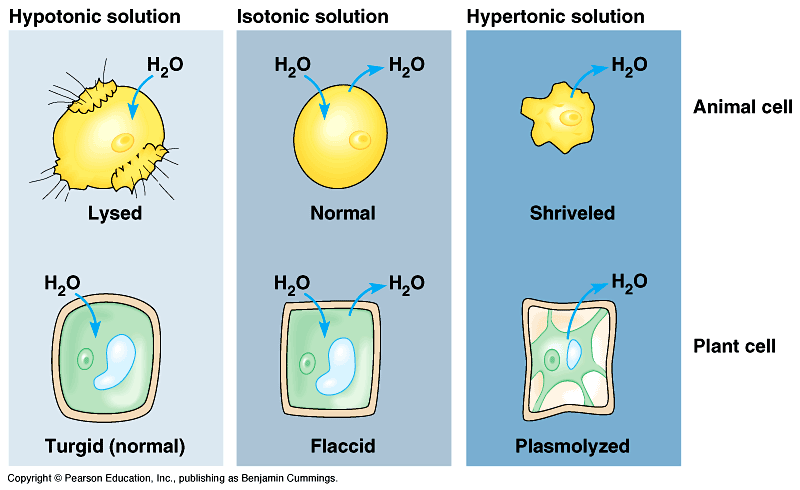 Hypotonic solution
Isotonic solution
Hypertonic solution
H₂O
H₂O
H₂O
H₂O
Animal cell
Lysed
Normal
Shriveled
H₂O
H₂O
H₂O
H₂O
Plant cell
Turgid (normal)
Flaccid
Plasmolyzed
Copyright © Pearson Education, Inc., publishing as Benjamin Cummings.